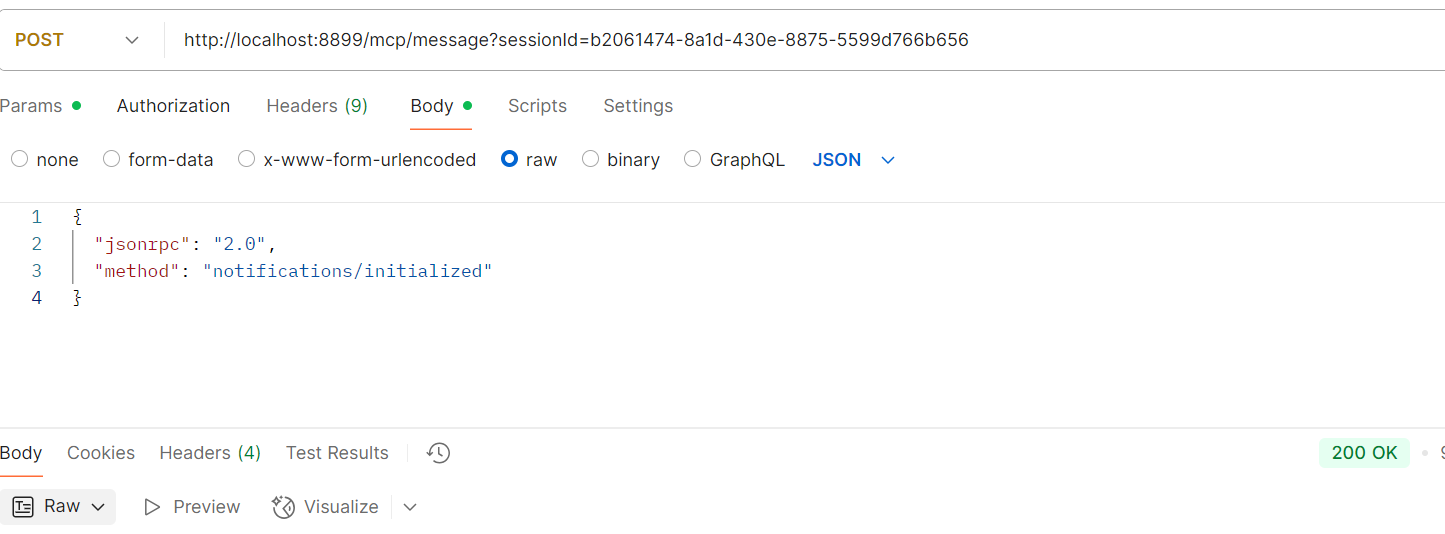 POST http://localhost:8899/mcp/message?sessionId=b2061474-8a1d-430e-8875-5599d766b656
Params Authorization Headers (9) Body Scripts Settings
none form-data x-www-form-urlencoded raw binary GraphQL JSON
1 {
2 "jsonrpc": "2.0",
3 "method": "notifications/initialized"
4 }
Body Cookies Headers (4) Test Results 200 OK
Raw Preview Visualize